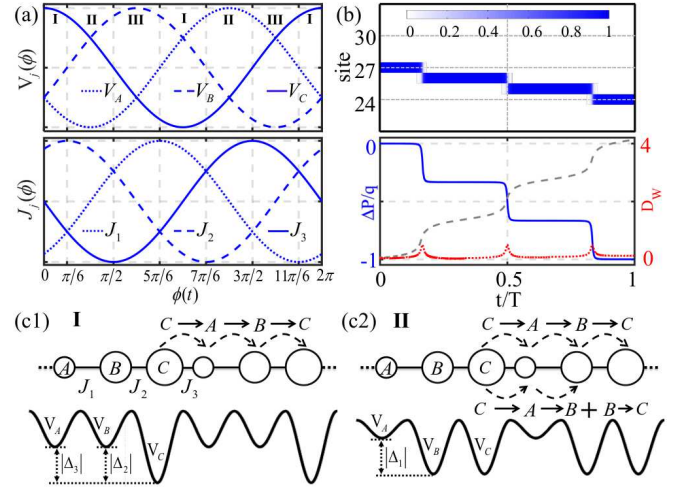 (a)
I II III I II III I
V_j(ϕ)
V_A V_B V_C
J_j(ϕ)
J_1 J_2 J_3
0 π/6 π/2 5π/6 7π/6 3π/2 11π/6 2π
ϕ(t)
(b)
0 0.2 0.4 0.6 0.8 1
site
30
27
24
ΔP/q
0
-1
D_W
4
0
0 0.5 1
t/T
(c1) I
C → A → B → C
A B C
J_1 J_2 J_3
V_A V_B V_C
|Δ_3| |Δ_2|
(c2) II
C → A → B → C
A B C
C → A → B + B → C
V_A V_B V_C
|Δ_1|